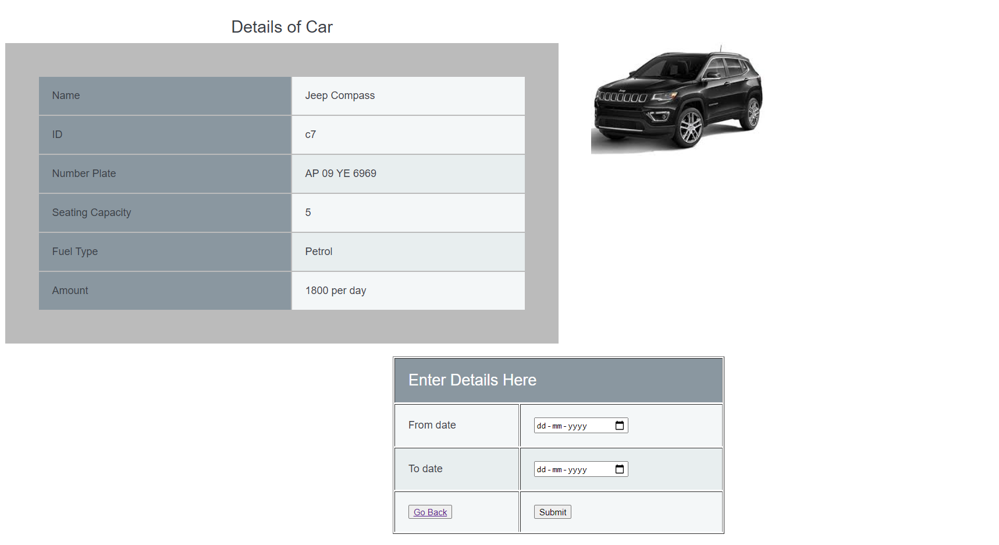 Details of Car
Name Jeep Compass
ID c7
Number Plate AP 09 YE 6969
Seating Capacity 5
Fuel Type Petrol
Amount 1800 per day
Jeep
Enter Details Here
From date dd-mm-yyyy
To date dd-mm-yyyy
Go Back Submit